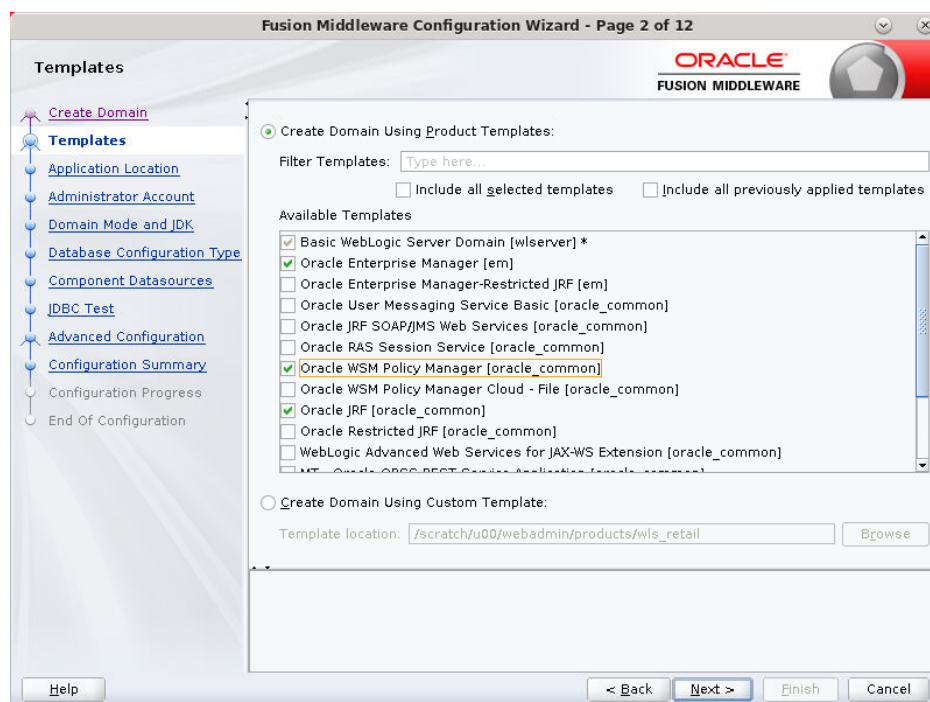 Fusion Middleware Configuration Wizard - Page 2 of 12
Templates
ORACLE
FUSION MIDDLEWARE
Create Domain
Templates
Application Location
Administrator Account
Domain Mode and JDK
Database Configuration Type
Component Datasources
JDBC Test
Advanced Configuration
Configuration Summary
Configuration Progress
End Of Configuration
Create Domain Using Product Templates:
Filter Templates: Type here...
Include all selected templates Include all previously applied templates
Available Templates
Basic WebLogic Server Domain [wlserver] *
Oracle Enterprise Manager [em]
Oracle Enterprise Manager-Restricted JRF [em]
Oracle User Messaging Service Basic [oracle_common]
Oracle JRF SOAP/JMS Web Services [oracle_common]
Oracle RAS Session Service [oracle_common]
Oracle WSM Policy Manager [oracle_common]
Oracle WSM Policy Manager Cloud - File [oracle_common]
Oracle JRF [oracle_common]
Oracle Restricted JRF [oracle_common]
WebLogic Advanced Web Services for JAX-WS Extension [oracle_common]
MT - Oracle OPSS REST Service Application [oracle_common]
Create Domain Using Custom Template:
Template location: /scratch/u00/webadmin/products/wls_retail Browse
Help < Back Next > Finish Cancel